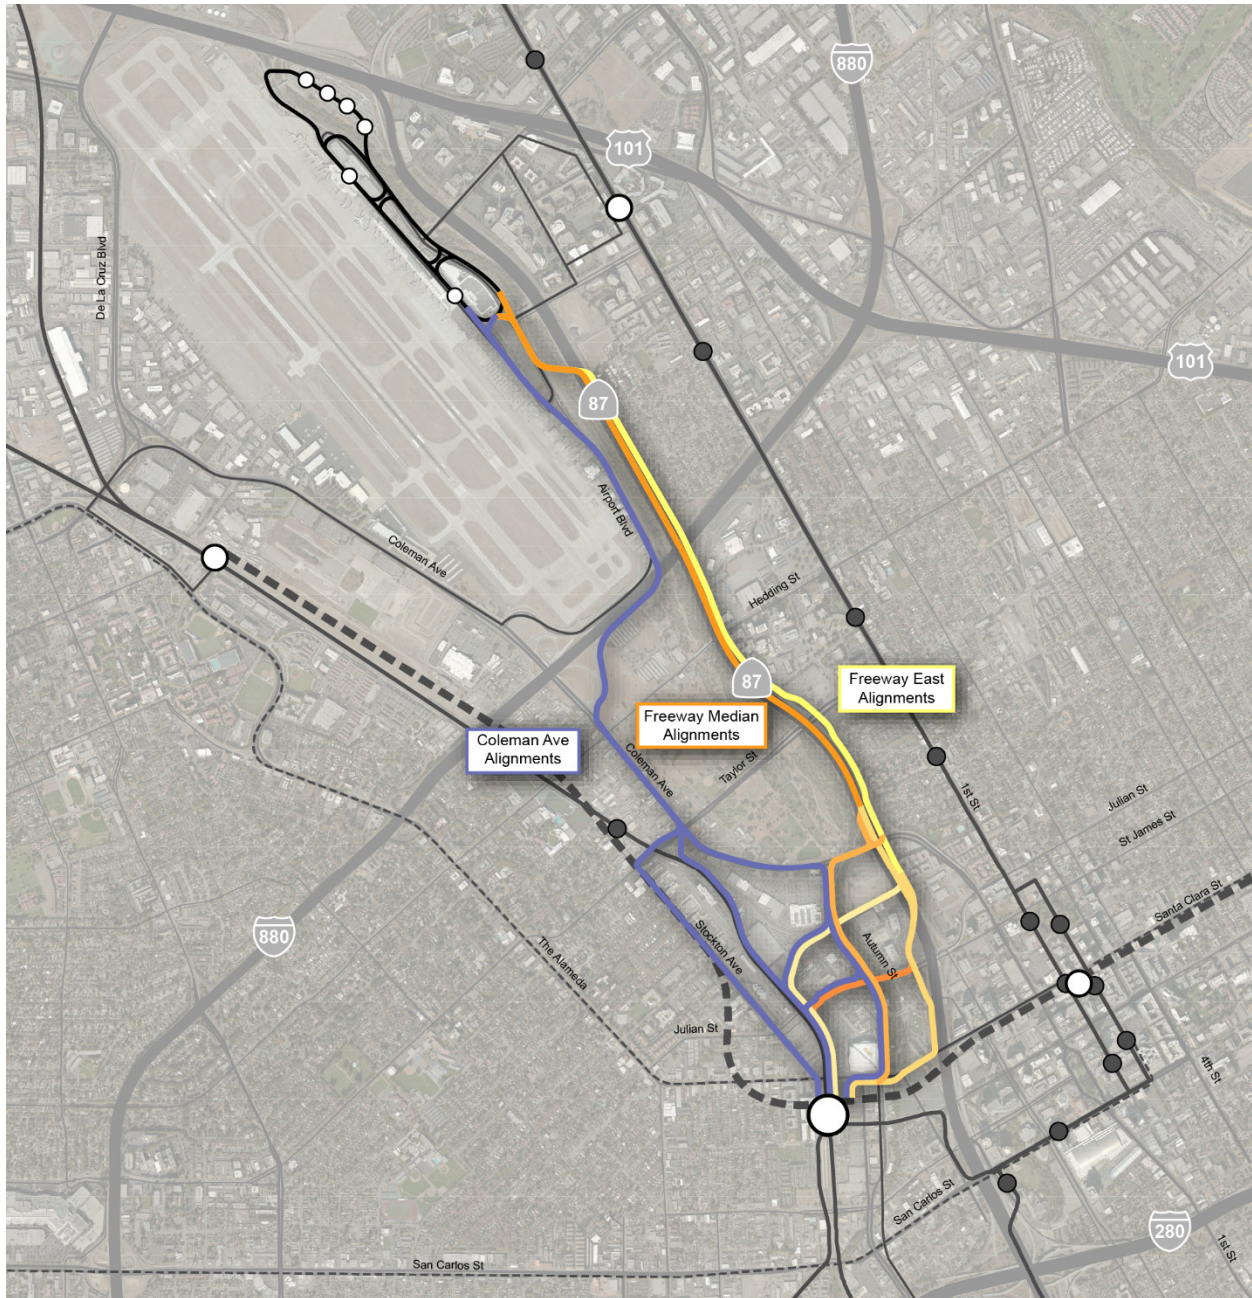 880
101
De La Cruz Blvd
101
87
Airport Blvd
Coleman Ave
Hedding St
87
Freeway East
Alignments
Freeway Median
Alignments
Coleman Ave
Alignments
Coleman Ave
Taylor St
1st St
Julian St
St James St
Santa Clara St
880
The Alameda
Stockton Ave
Autumn St
Julian St
4th St
San Carlos St
280
1st St
San Carlos St